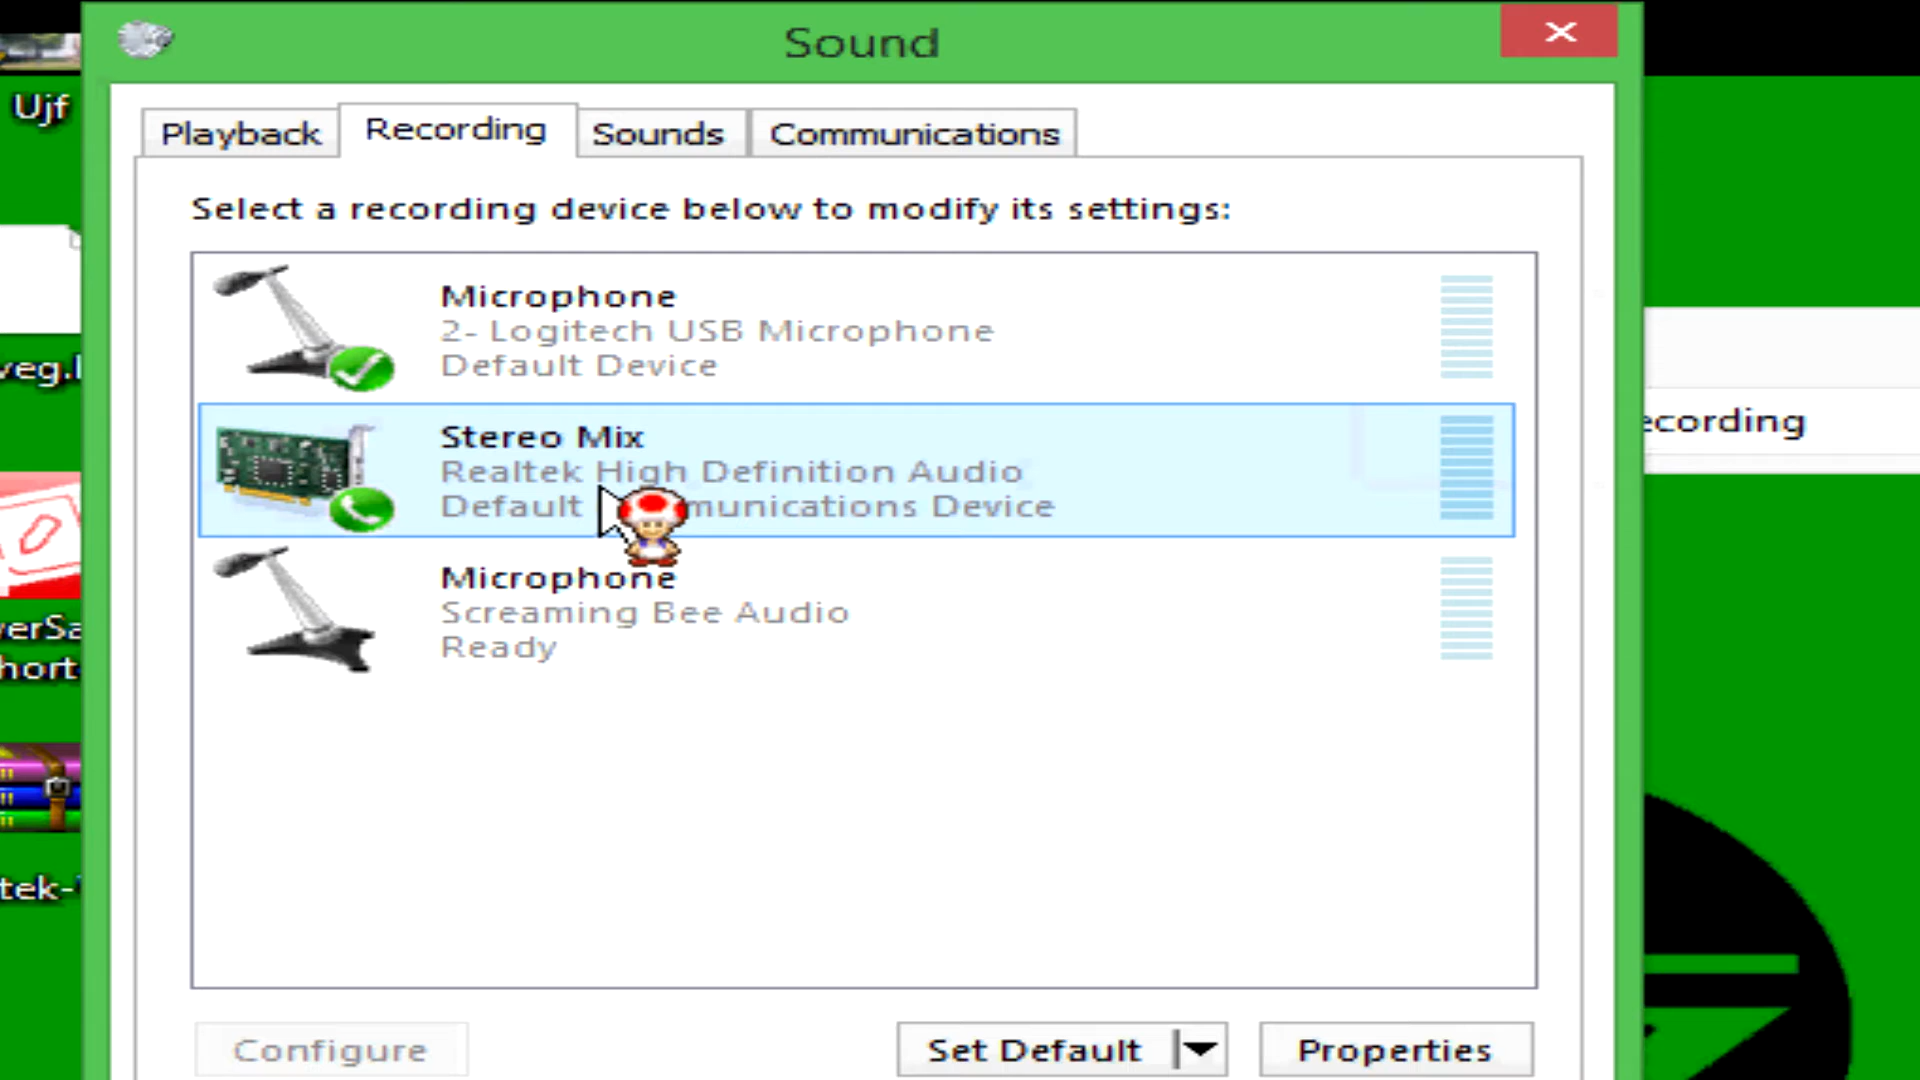 Sound
Ujf
Playback
Recording
Sounds
Communications
Select a recording device below to modify its settings:
Microphone
2- Logitech USB Microphone
Default Device
Stereo Mix
Realtek High Definition Audio
Default munications Device
Microphone
Screaming Bee Audio
Ready
ecording
veg.
verSa
hort
tek-
Configure
Set Default
Properties